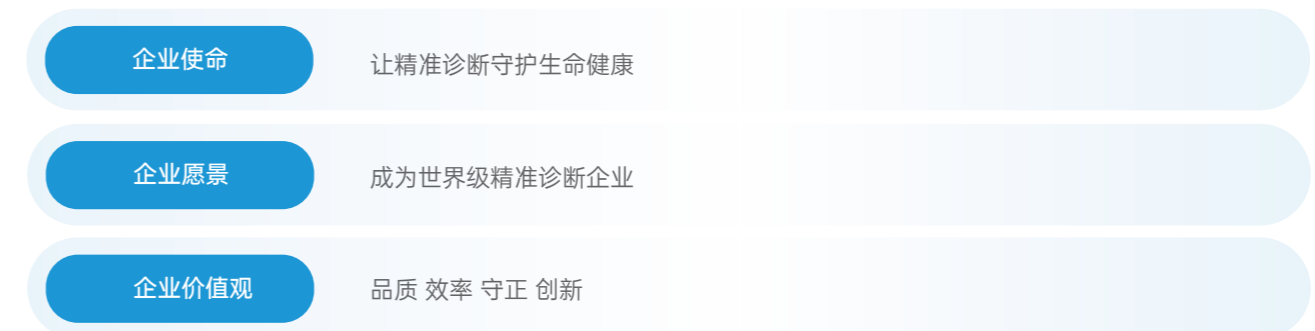 企业使命
让精准诊断守护生命健康
企业愿景
成为世界级精准诊断企业
企业价值观
品质 效率 守正 创新